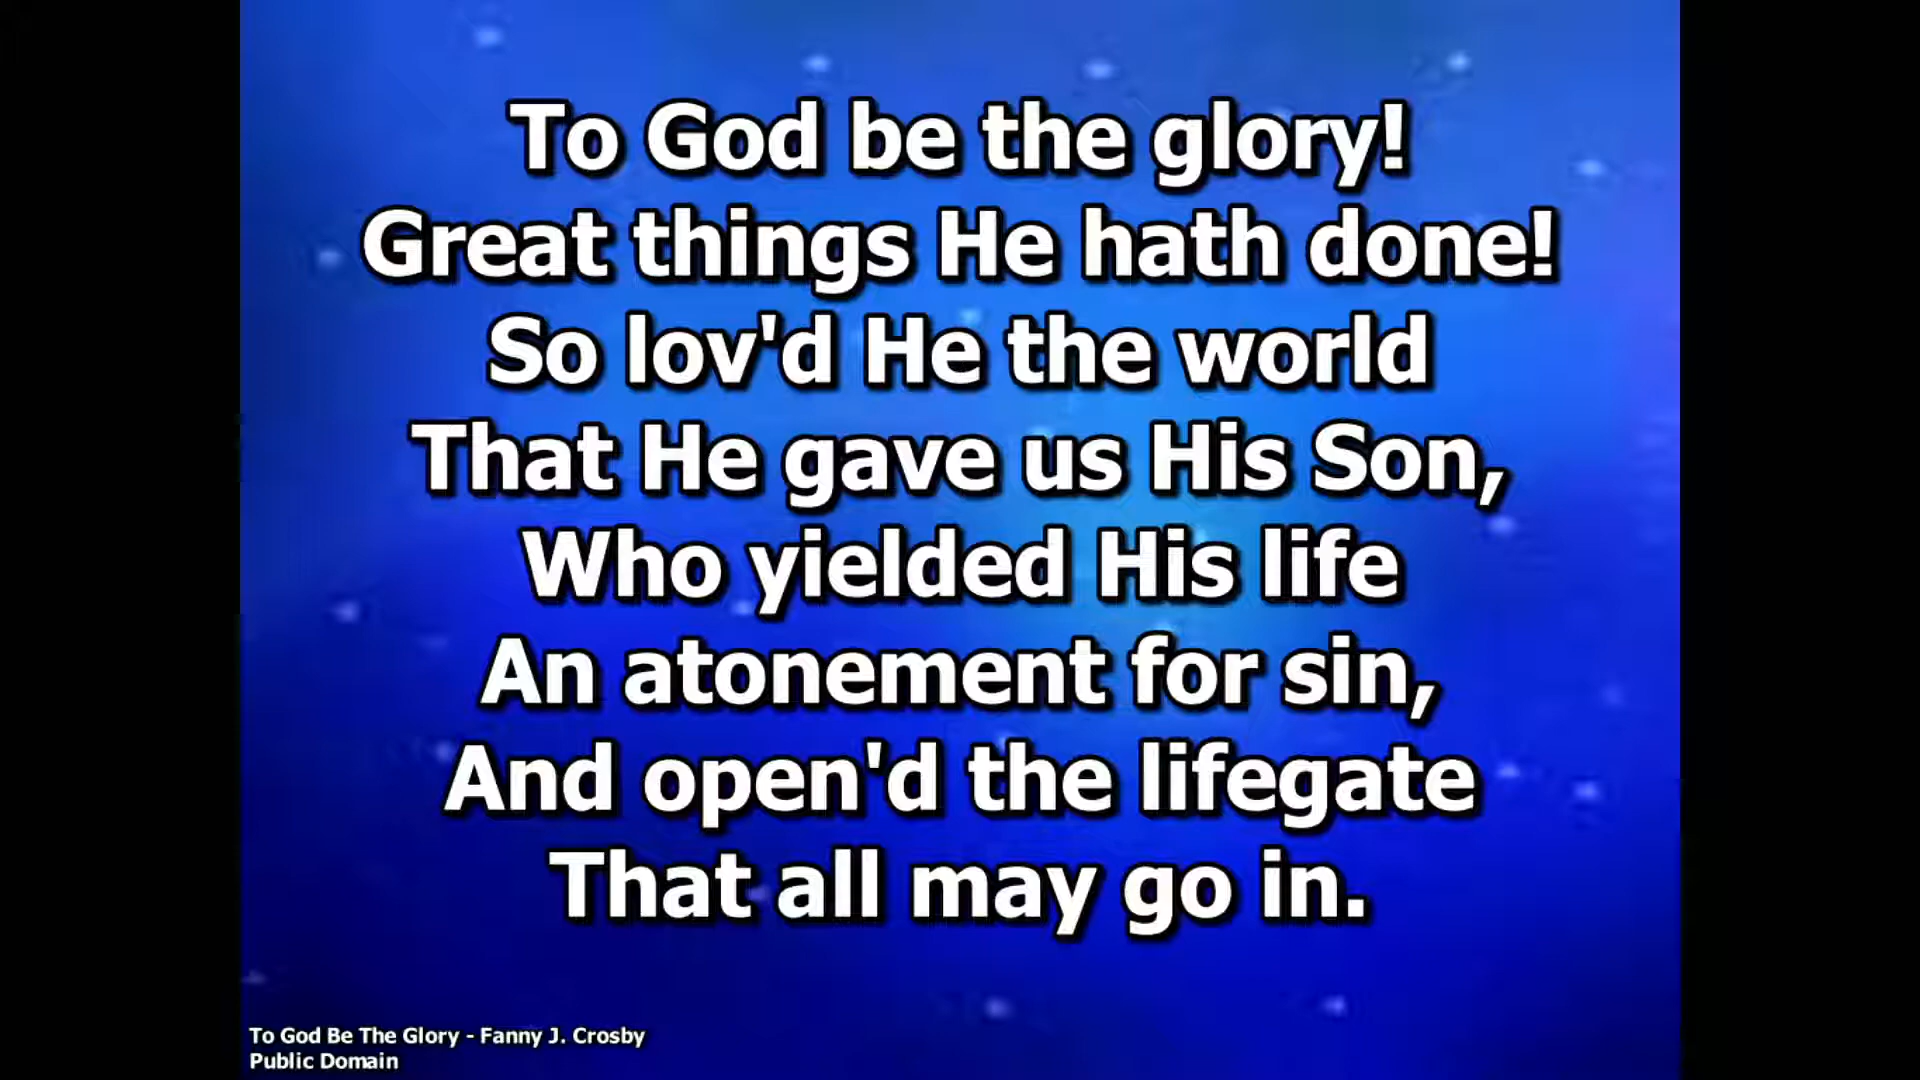 To God be the glory!
Great things He hath done!
So lov'd He the world
That He gave us His Son,
Who yielded His life
An atonement for sin,
And open'd the lifegate
That all may go in.
To God Be The Glory - Fanny J. Crosby
Public Domain